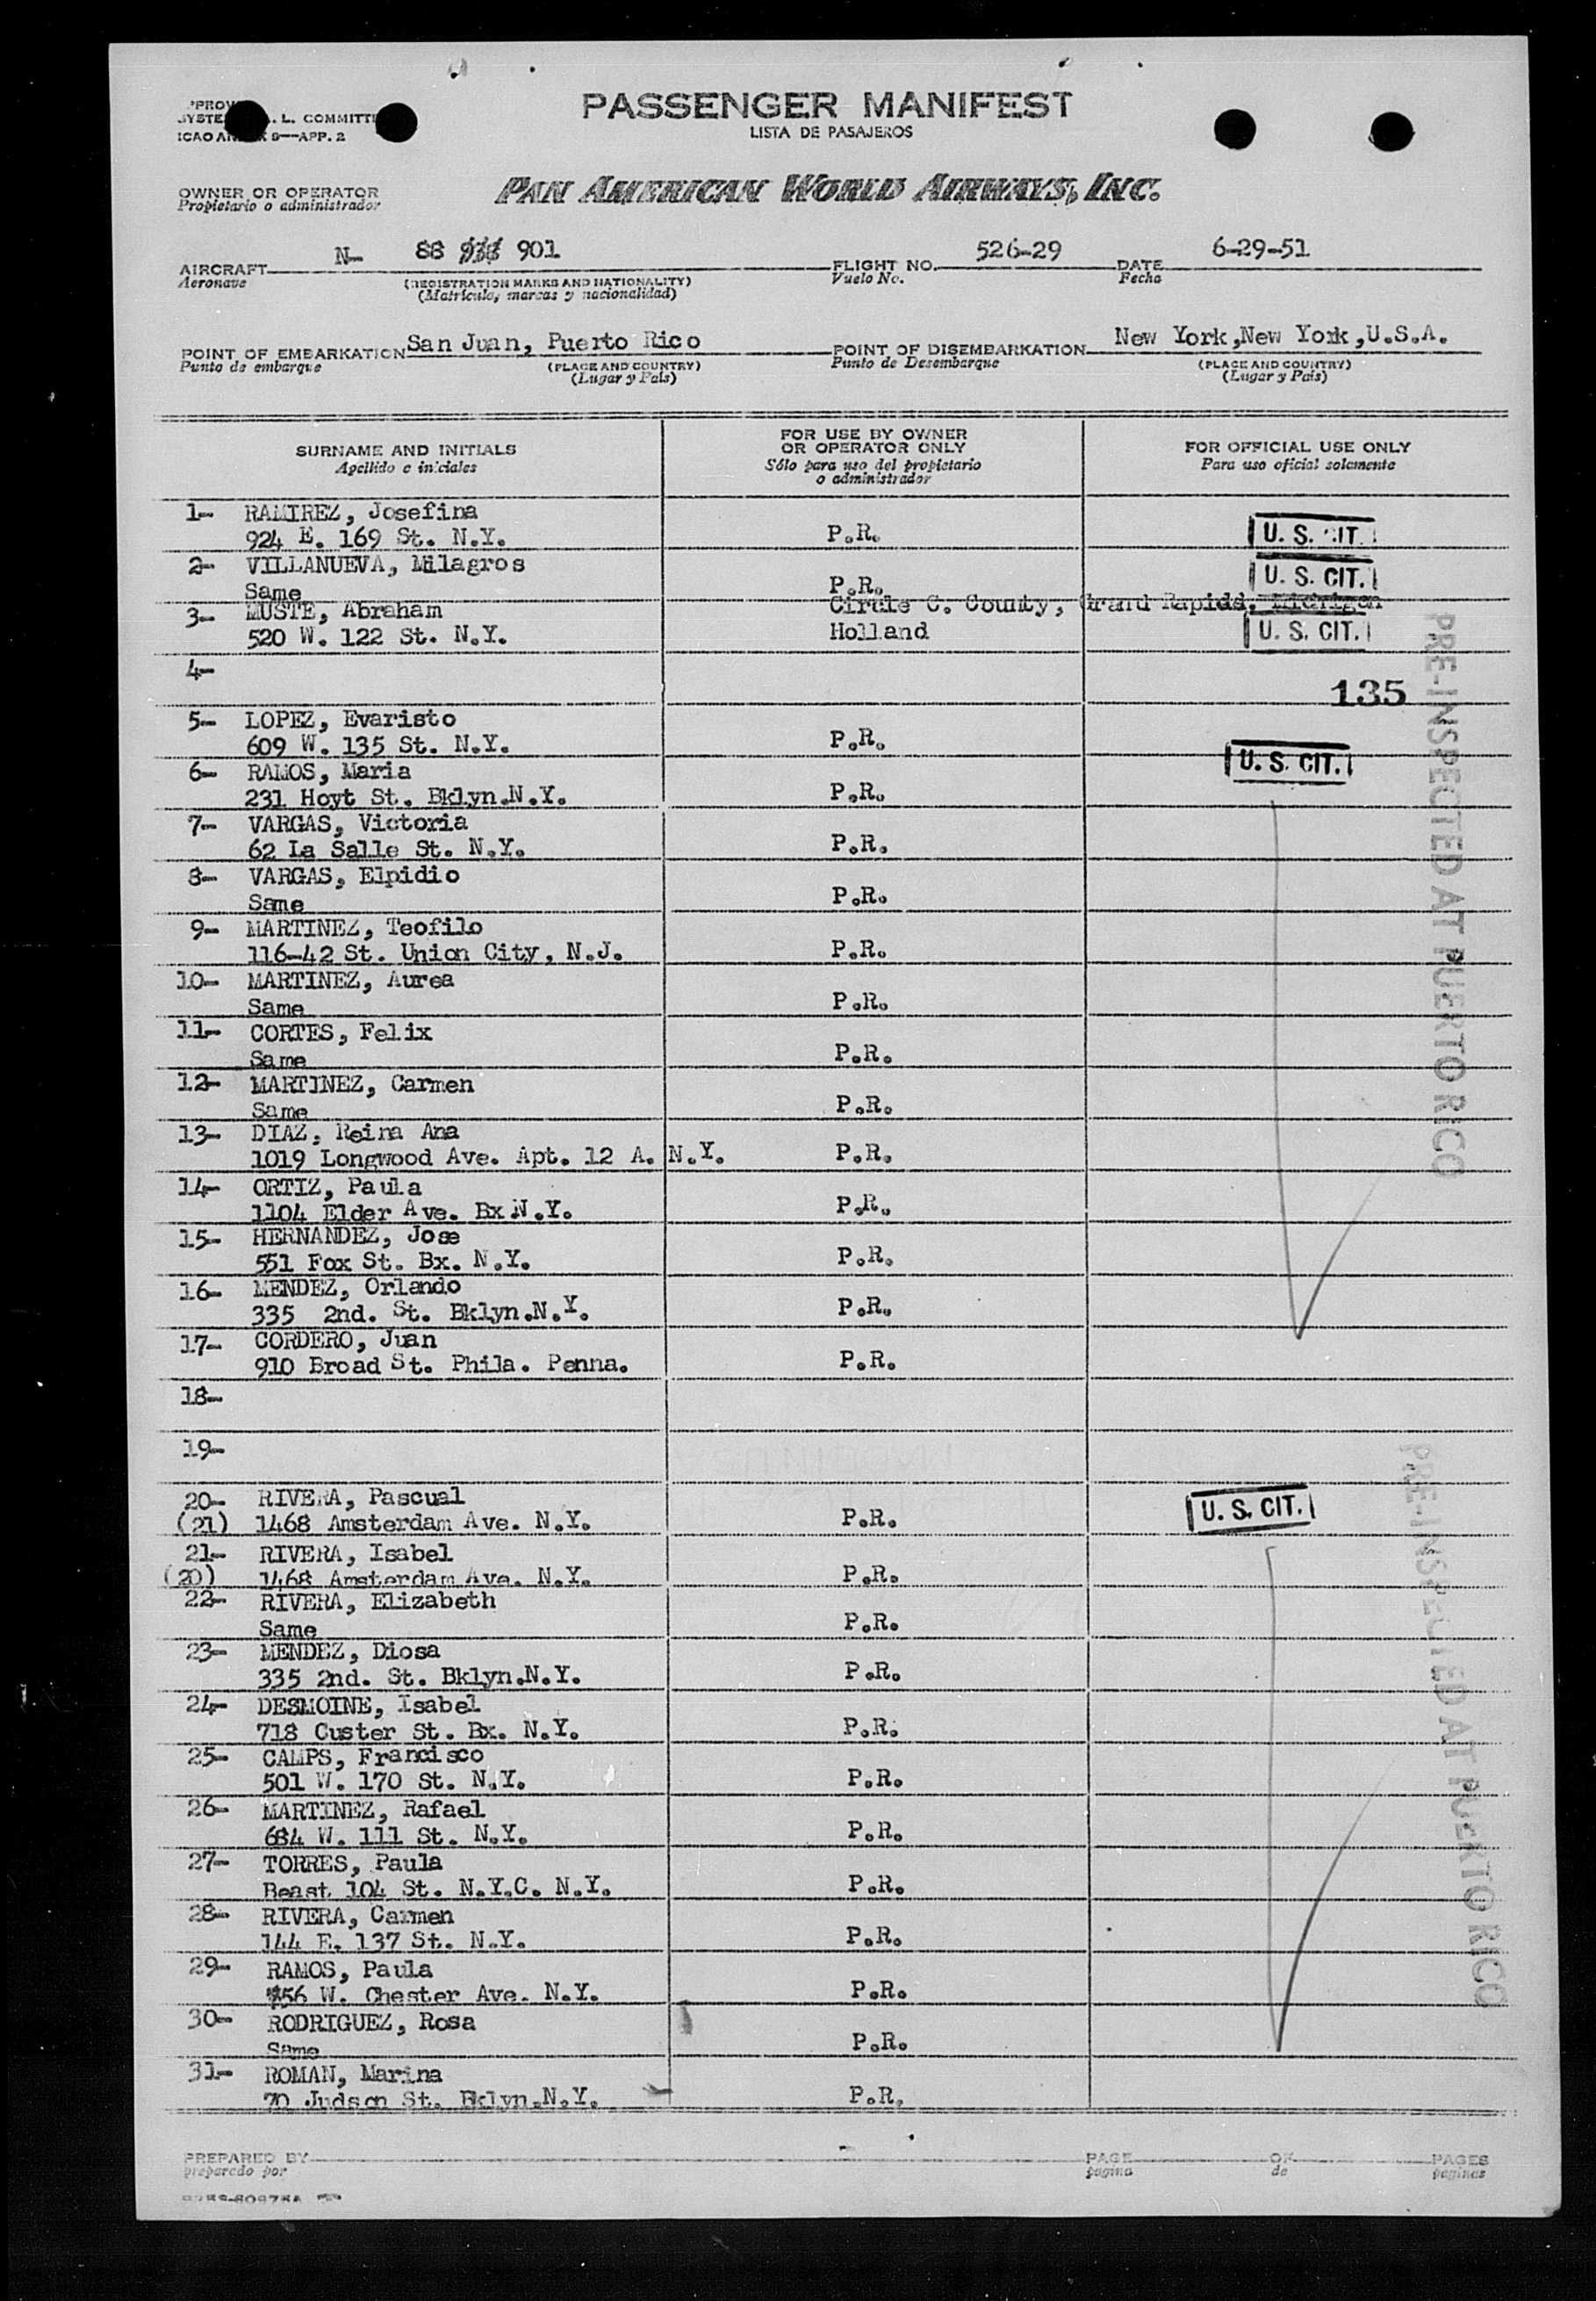 PASSENGER MANIFEST
LISTA DE PASAJEROS
L. COMMITT
ICAO 9—APP. 2
OWNER OR OPERATOR
Propietario o administrador
PAN AMERICAN WORLD AIRWAYS, INC.
AIRCRAFT N- 88 901 FLIGHT NO. 526-29 DATE 6-29-51
Aeronave (REGISTRATION MARKS AND NATIONALITY) Vuelo No. Fecha
(Matrícula, marcas y nacionalidad)
POINT OF EMBARKATION San Juan, Puerto Rico POINT OF DISEMBARKATION New York,New York,U.S.A.
Punto de embarque (PLACE AND COUNTRY) Punto de Desembarque (PLACE AND COUNTRY)
(Lugar y País) (Lugar y País)
SURNAME AND INITIALS FOR USE BY OWNER OR OPERATOR ONLY FOR OFFICIAL USE ONLY
Apellido e iniciales Sólo para uso del propietario o administrador Para uso oficial solamente
1- RAMIREZ, Josefina
924 E. 169 St. N.Y. P.R. U. S. CIT.
2- VILLANUEVA, Milagros
Same P.R. U. S. CIT.
3- MUSTE, Abraham Cirule C. County, Grand Rapids, Michigan
520 W. 122 St. N.Y. Holland U. S. CIT.
4-
135
5- LOPEZ, Evaristo
609 W. 135 St. N.Y. P.R.
U. S. CIT.
6- RAMOS, Maria
231 Hoyt St. Bklyn.N.Y. P.R.
7- VARGAS, Victoria
62 La Salle St. N.Y. P.R.
8- VARGAS, Elpidio
Same P.R.
9- MARTINEZ, Teofilo
116-42 St. Union City, N.J. P.R.
10- MARTINEZ, Aurea
Same P.R.
11- CORTES, Felix
Same P.R.
12- MARTINEZ, Carmen
Same P.R.
13- DIAZ, Reina Ana
1019 Longwood Ave. Apt. 12 A. N.Y. P.R.
14- ORTIZ, Paula
1104 Elder Ave. Bx N.Y. P.R.
15- HERNANDEZ, Jose
551 Fox St. Bx. N.Y. P.R.
16- MENDEZ, Orlando
335 2nd. St. Bklyn.N.Y. P.R.
17- CORDERO, Juan
910 Broad St. Phila. Penna. P.R.
PRE-INSPECTED AT PUERTO RICO
18-
19-
20- RIVERA, Pascual
(21) 1468 Amsterdam Ave. N.Y. P.R. U. S. CIT.
21- RIVERA, Isabel
(20) 1468 Amsterdam Ave. N.Y. P.R.
22- RIVERA, Elizabeth
Same P.R.
23- MENDEZ, Diosa
335 2nd. St. Bklyn.N.Y. P.R.
24- DESMOINE, Isabel
718 Custer St. Bx. N.Y. P.R.
25- CAMPS, Francisco
501 W. 170 St. N.Y. P.R.
26- MARTINEZ, Rafael
684 W. 111 St. N.Y. P.R.
27- TORRES, Paula
Beast 104 St. N.Y.C. N.Y. P.R.
28- RIVERA, Carmen
144 E. 137 St. N.Y. P.R.
29- RAMOS, Paula
56 W. Chester Ave. N.Y. P.R.
30- RODRIGUEZ, Rosa
Same P.R.
31- ROMAN, Marina
70 Judson St. Bklyn.N.Y. P.R.
PRE-INSPECTED AT PUERTO RICO
PREPARED BY PAGE OF PAGES
preparado por pagina de paginas